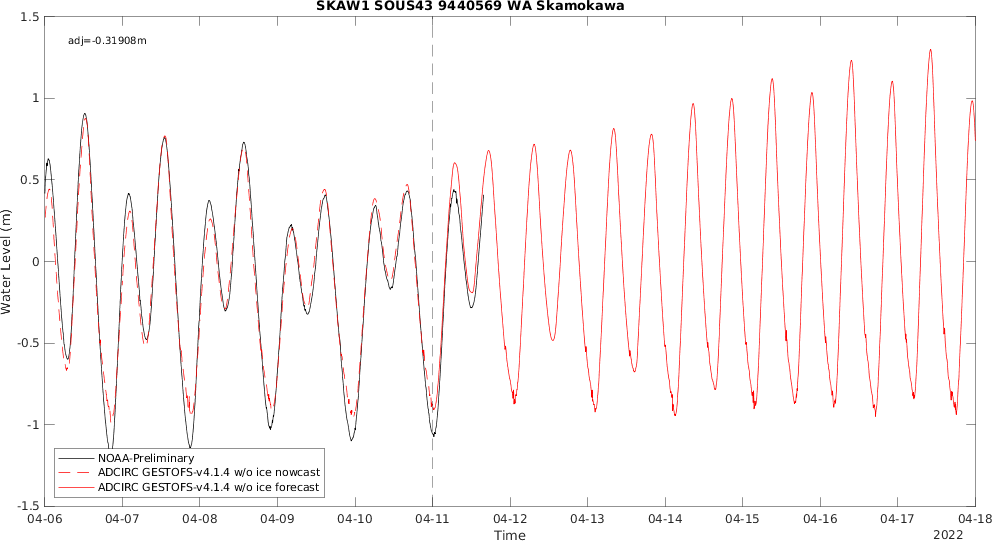 SKAW1 SOUS43 9440569 WA Skamokawa
adj=-0.31908m
1.5
1
0.5
0
-0.5
-1
-1.5
Water Level (m)
NOAA-Preliminary
ADCIRC GESTOFS-v4.1.4 w/o ice nowcast
ADCIRC GESTOFS-v4.1.4 w/o ice forecast
04-06 04-07 04-08 04-09 04-10 04-11 04-12 04-13 04-14 04-15 04-16 04-17 04-18
Time
2022